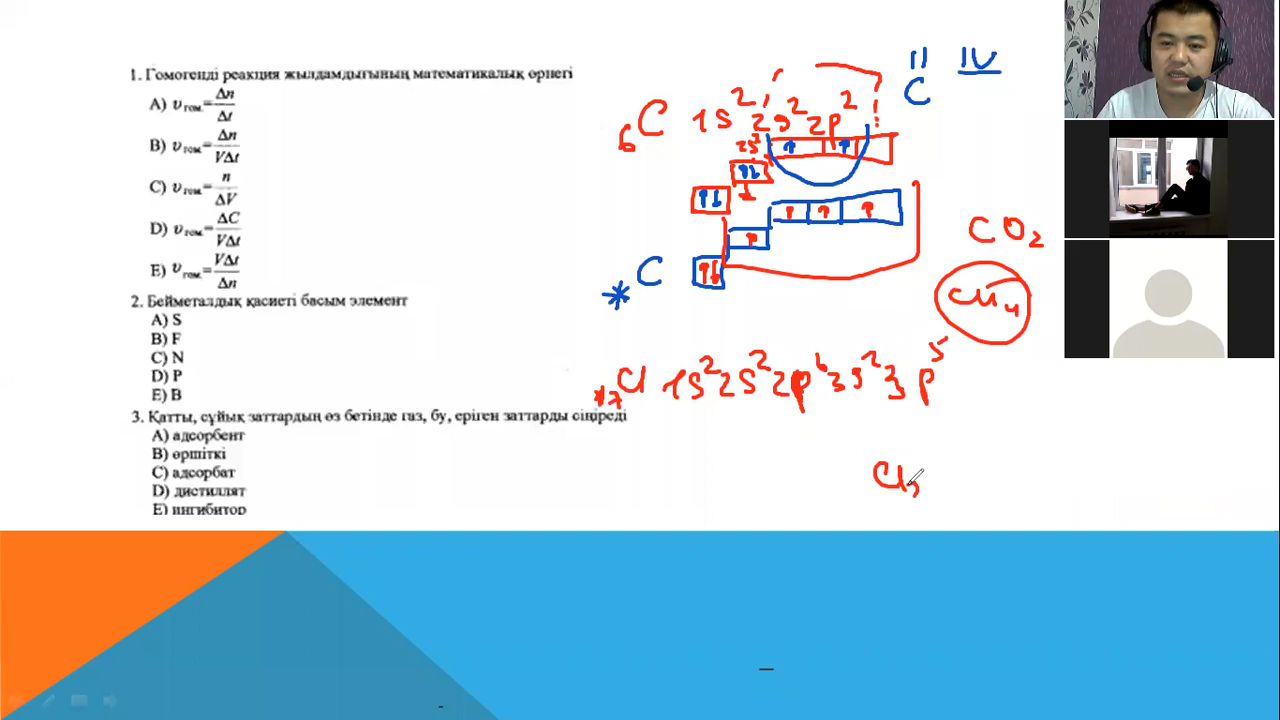 1. Гомогенді реакция жылдамдығының математикалық өрнегі
A) υгом.=Δn/Δt
B) υгом.=Δn/VΔt
C) υгом.=n/ΔV
D) υгом.=ΔC/VΔt
E) υгом.=VΔt/Δn
2. Бейметалдық қасиеті басым элемент
A) S
B) F
C) N
D) P
E) B
3. Қатты, сұйық заттардың өз бетінде газ, бу, еріген заттарды сіңіреді
A) адсорбент
B) өршіткі
C) адсорбат
D) дистиллят
E) ингибитор
II IV
C
6C 1s² 2s² 2p²
2s²
*C
CO₂
CH₄
Cl 1s² 2s² 2p⁶ 3s² 3p⁵
Cl